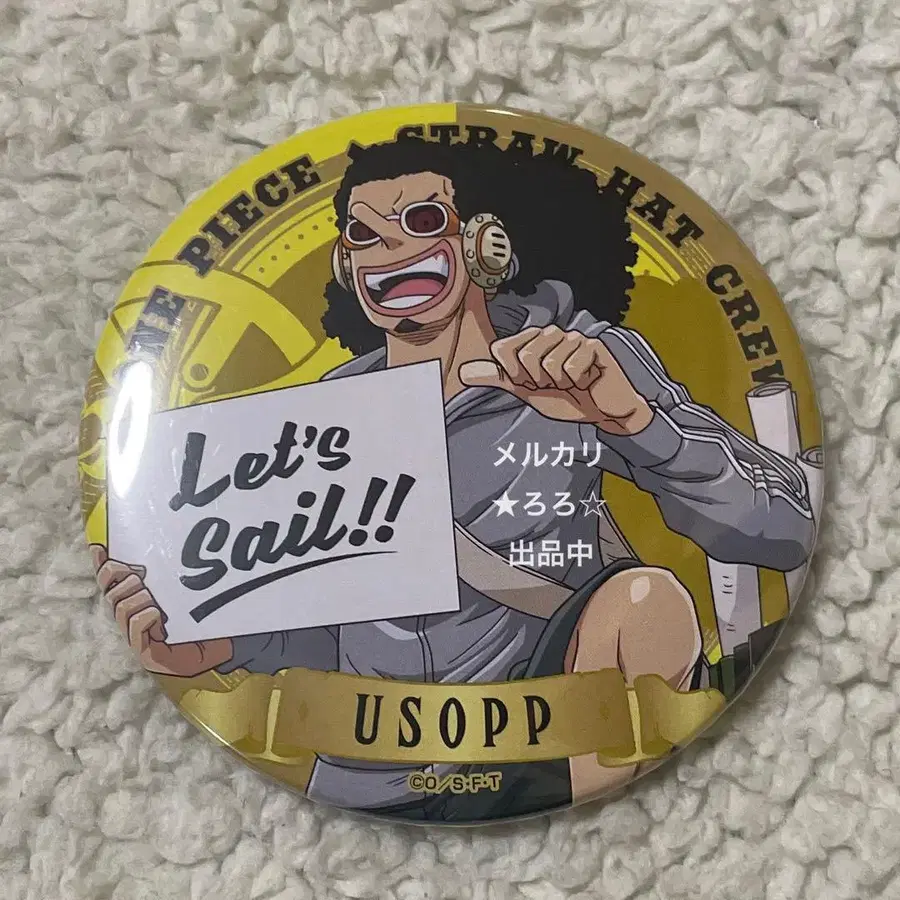 ONE PIECE ★ STRAW HAT CREW
Let's
Sail!!
メルカリ
★ろろ☆
出品中
USOPP
©O/S·F·T